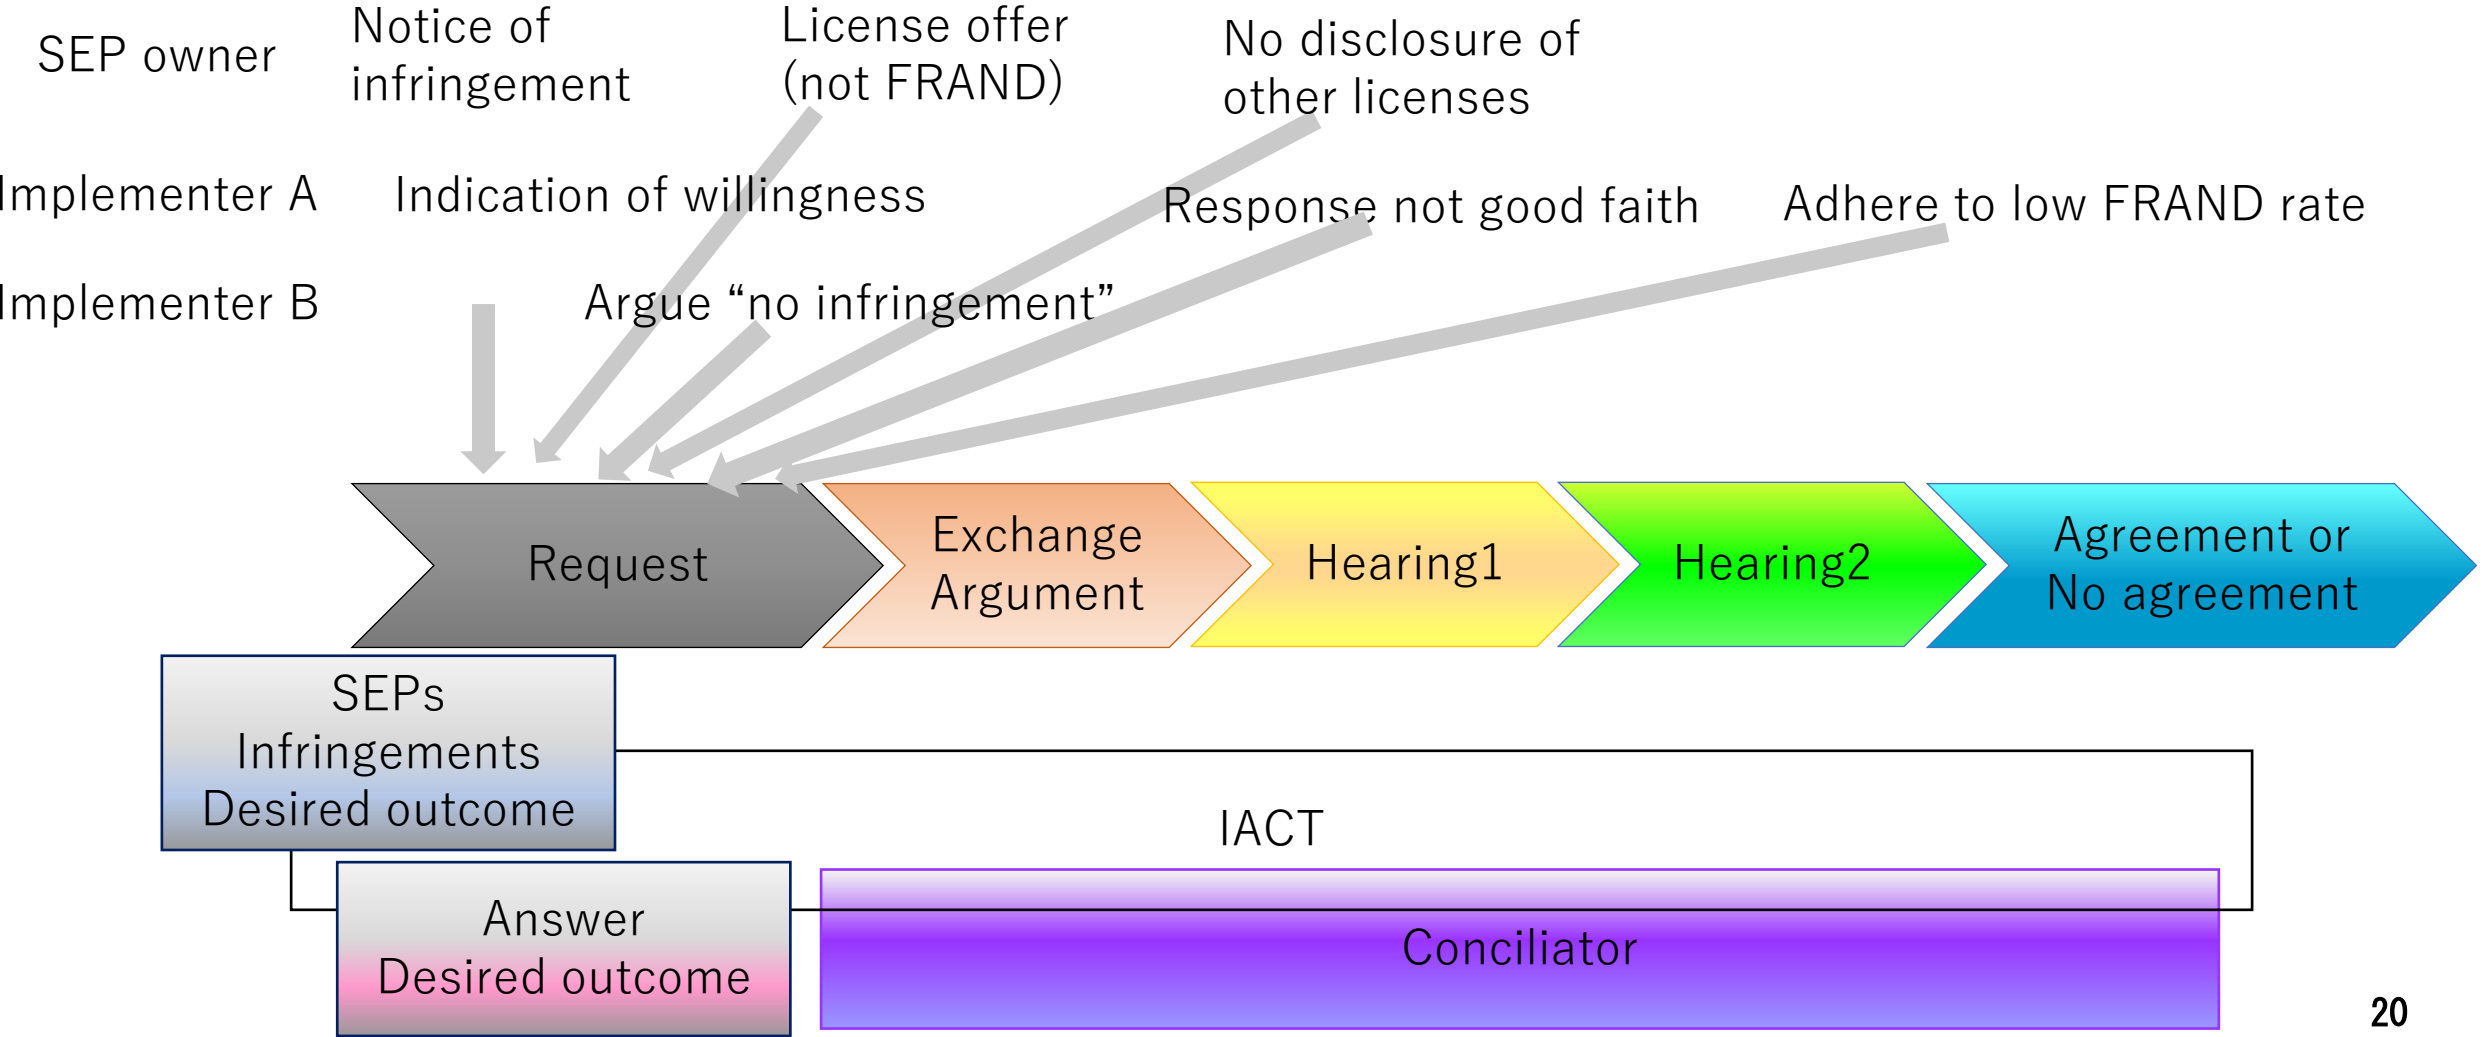 SEP owner
Notice of
infringement
License offer
(not FRAND)
No disclosure of
other licenses
Implementer A
Indication of willingness
Response not good faith
Adhere to low FRAND rate
Implementer B
Argue “no infringement”
Request
Exchange
Argument
Hearing1
Hearing2
Agreement or
No agreement
SEPs
Infringements
Desired outcome
IACT
Answer
Desired outcome
Conciliator
20